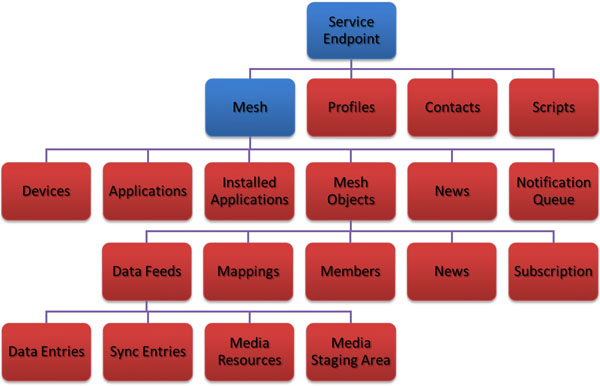 Service
Endpoint
Mesh
Profiles
Contacts
Scripts
Devices
Applications
Installed
Applications
Mesh
Objects
News
Notification
Queue
Data Feeds
Mappings
Members
News
Subscription
Data Entries
Sync Entries
Media
Resources
Media
Staging Area